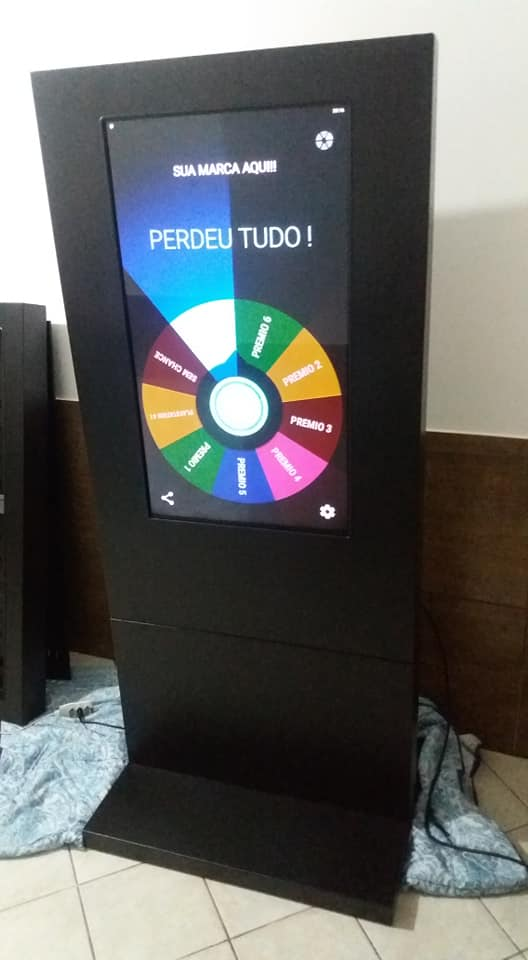 SUA MARCA AQUI!!!
PERDEU TUDO !
PREMIO 6
PREMIO 2
PREMIO 3
PREMIO 4
PREMIO 5
PREMIO 1
SEM CHANCE